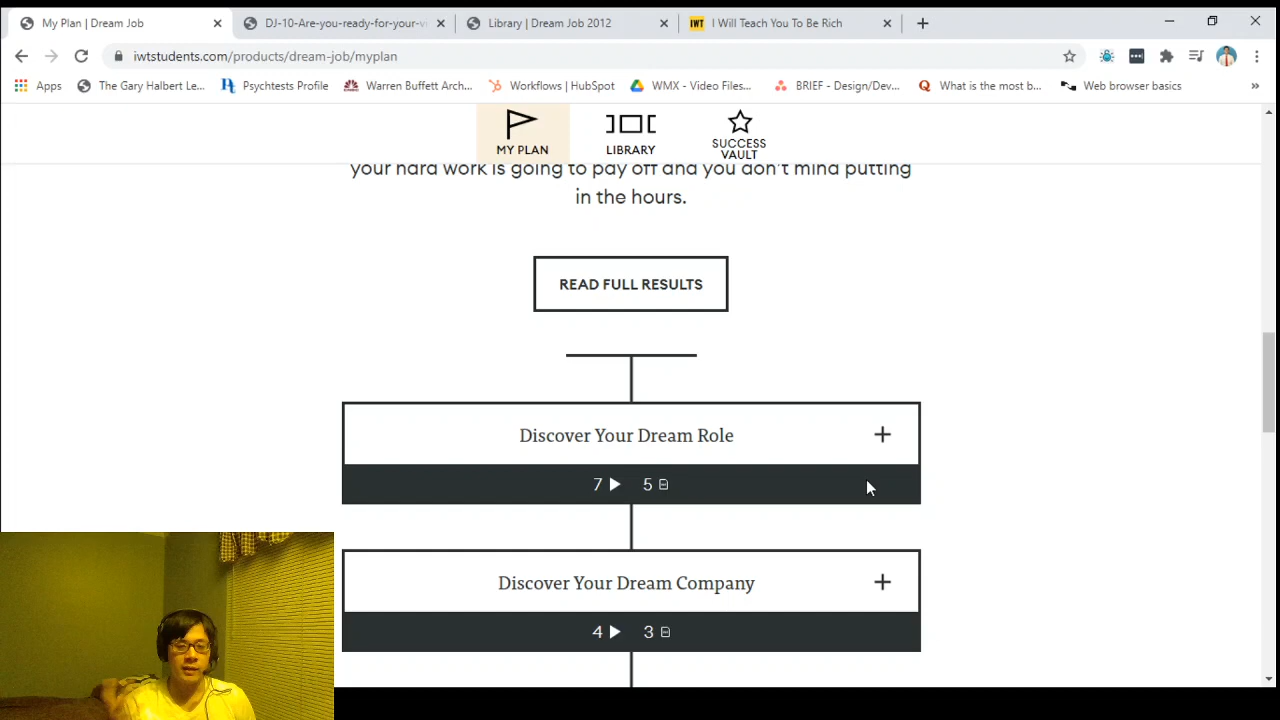 My Plan | Dream Job
DJ-10-Are-you-ready-for-your-v
Library | Dream Job 2012
IWT I Will Teach You To Be Rich
iwtstudents.com/products/dream-job/myplan
Apps
The Gary Halbert Le...
Psychtests Profile
Warren Buffett Arch...
Workflows | HubSpot
WMX - Video Files...
BRIEF - Design/Dev...
What is the most b...
Web browser basics
MY PLAN
LIBRARY
SUCCESS
VAULT
your hard work is going to pay off and you don't mind putting
in the hours.
READ FULL RESULTS
Discover Your Dream Role
7 5
Discover Your Dream Company
4 3